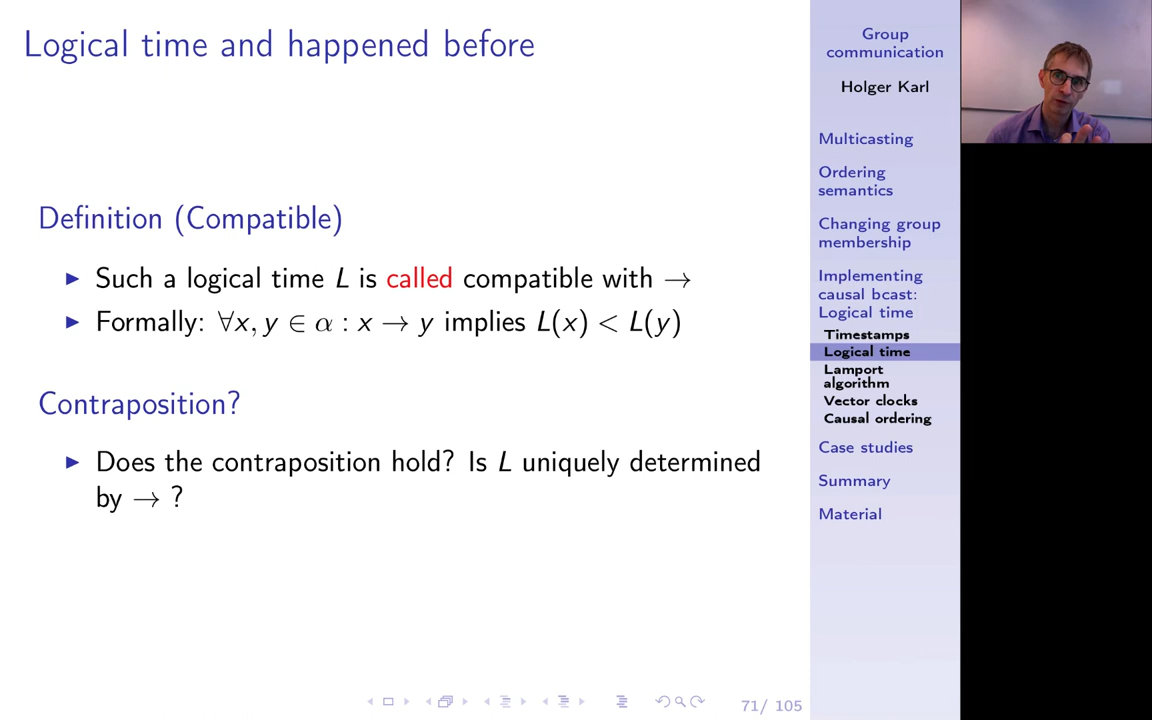 Logical time and happened before
Definition (Compatible)
▶ Such a logical time L is called compatible with →
▶ Formally: ∀x, y ∈ α : x → y implies L(x) < L(y)
Contraposition?
▶ Does the contraposition hold? Is L uniquely determined
by → ?
71/ 105
Group
communication
Holger Karl
Multicasting
Ordering
semantics
Changing group
membership
Implementing
causal bcast:
Logical time
Timestamps
Logical time
Lamport
algorithm
Vector clocks
Causal ordering
Case studies
Summary
Material